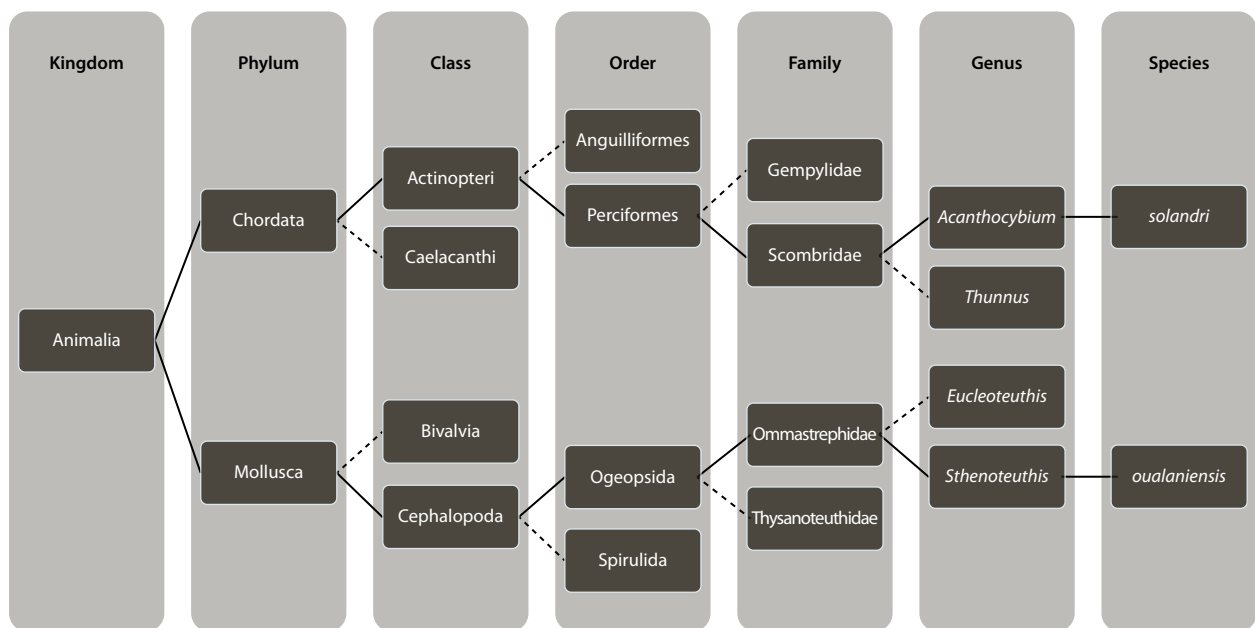 Kingdom
Phylum
Class
Order
Family
Genus
Species
Animalia
Chordata
Mollusca
Actinopteri
Caelacanthi
Bivalvia
Cephalopoda
Anguilliformes
Perciformes
Ogeopsida
Spirulida
Gempylidae
Scombridae
Ommastrephidae
Thysanoteuthidae
Acanthocybium
Thunnus
Eucleoteuthis
Sthenoteuthis
solandri
oualaniensis